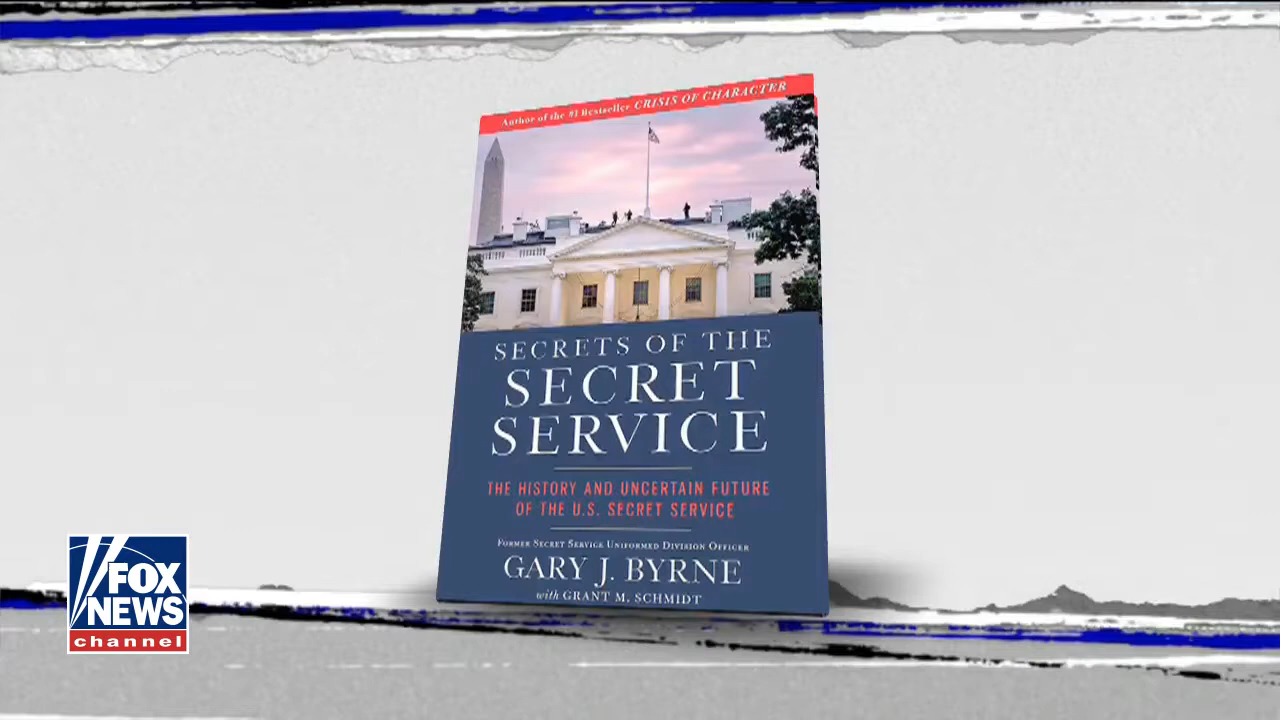 Author of the #1 Bestseller CRISIS OF CHARACTER
SECRETS OF THE
SECRET
SERVICE
THE HISTORY AND UNCERTAIN FUTURE
OF THE U.S. SECRET SERVICE
FORMER SECRET SERVICE UNIFORMED DIVISION OFFICER
GARY J. BYRNE
with GRANT M. SCHMIDT
FOX
NEWS
channel